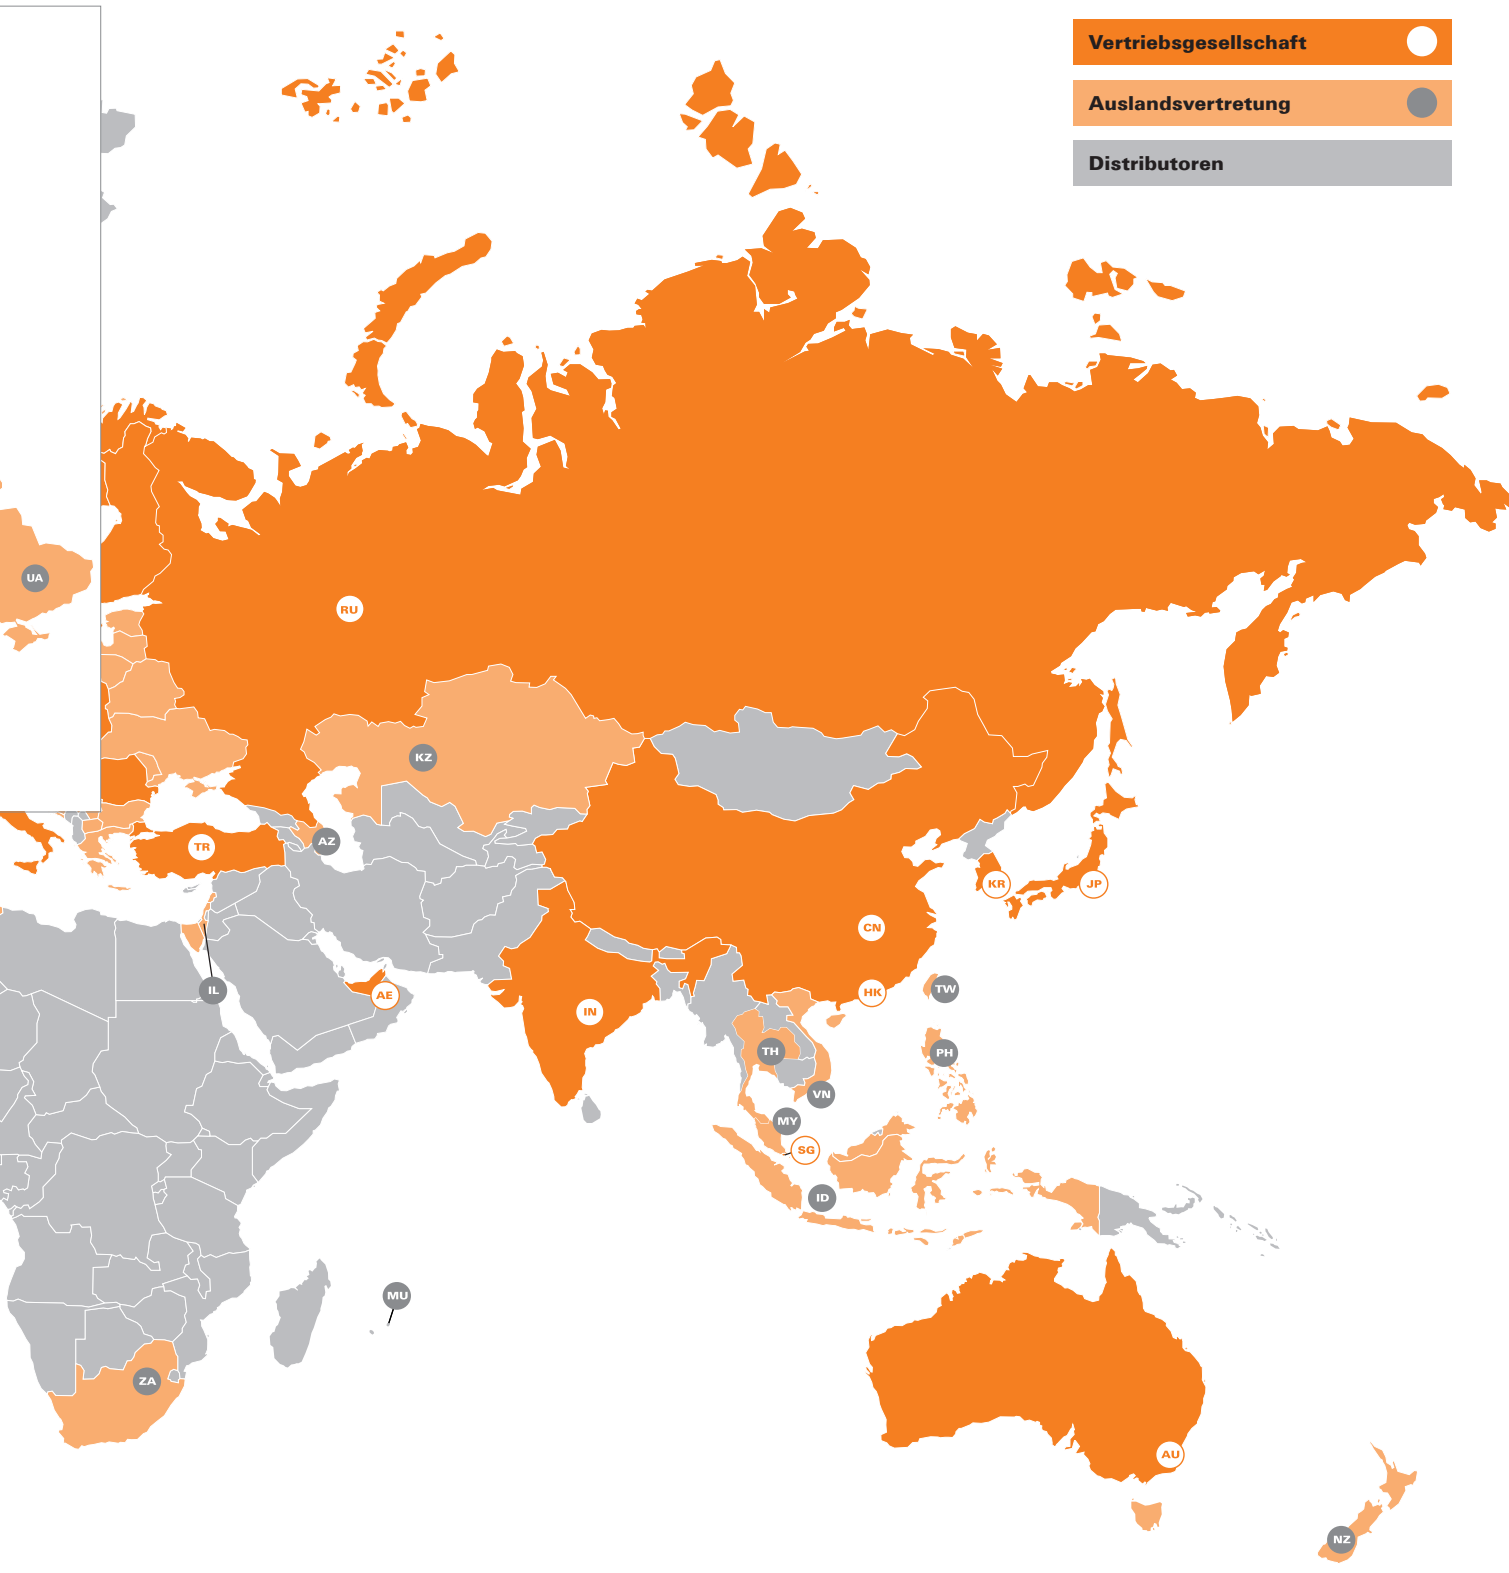 Vertriebsgesellschaft
Auslandsvertretung
Distributoren
UA
RU
KZ
TR
AZ
KR
JP
CN
IL
AE
IN
HK
TW
TH
PH
VN
MY
SG
ID
MU
ZA
AU
NZ